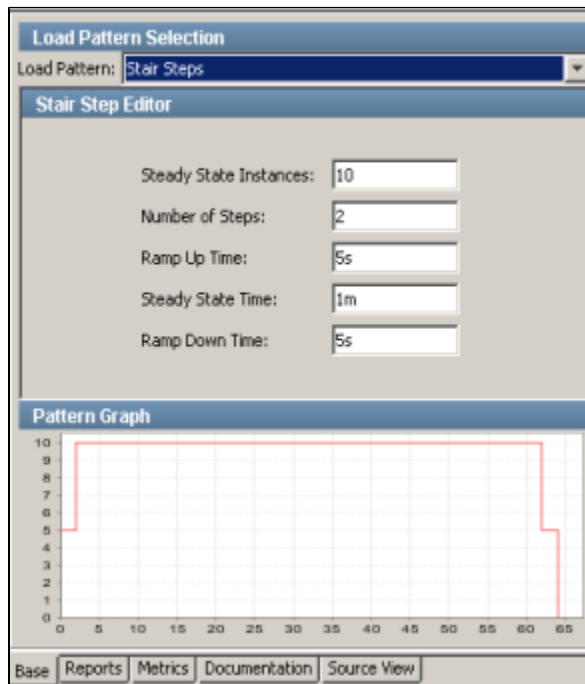 Load Pattern Selection
Load Pattern: Stair Steps
Stair Step Editor
Steady State Instances: 10
Number of Steps: 2
Ramp Up Time: 5s
Steady State Time: 1m
Ramp Down Time: 5s
Pattern Graph
10
9
8
7
6
5
4
3
2
1
0
0 5 10 15 20 25 30 35 40 45 50 55 60 65
Base Reports Metrics Documentation Source View